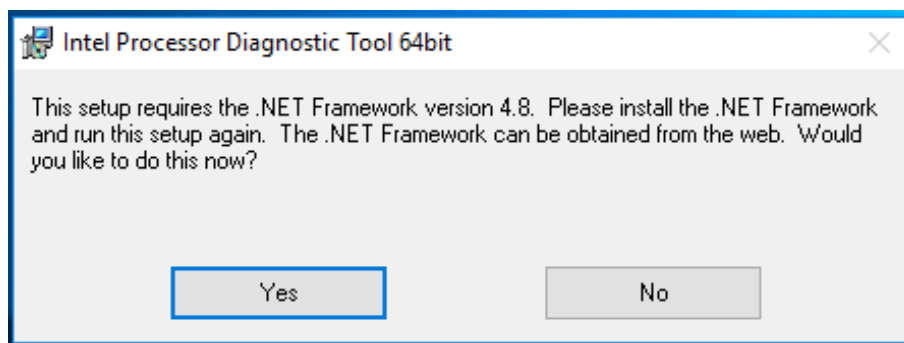 Intel Processor Diagnostic Tool 64bit
This setup requires the .NET Framework version 4.8.  Please install the .NET Framework
and run this setup again.  The .NET Framework can be obtained from the web.  Would
you like to do this now?
Yes
No